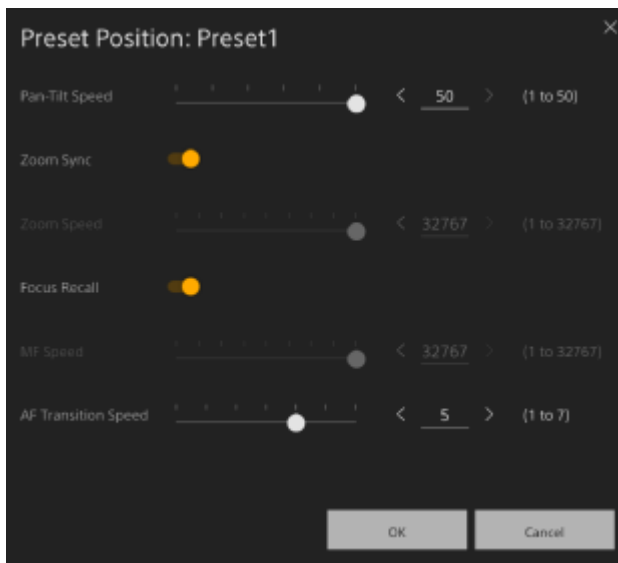 Preset Position: Preset1
Pan-Tilt Speed < 50 > (1 to 50)
Zoom Sync
Zoom Speed < 32767 > (1 to 32767)
Focus Recall
MF Speed < 32767 > (1 to 32767)
AF Transition Speed < 5 > (1 to 7)
OK Cancel